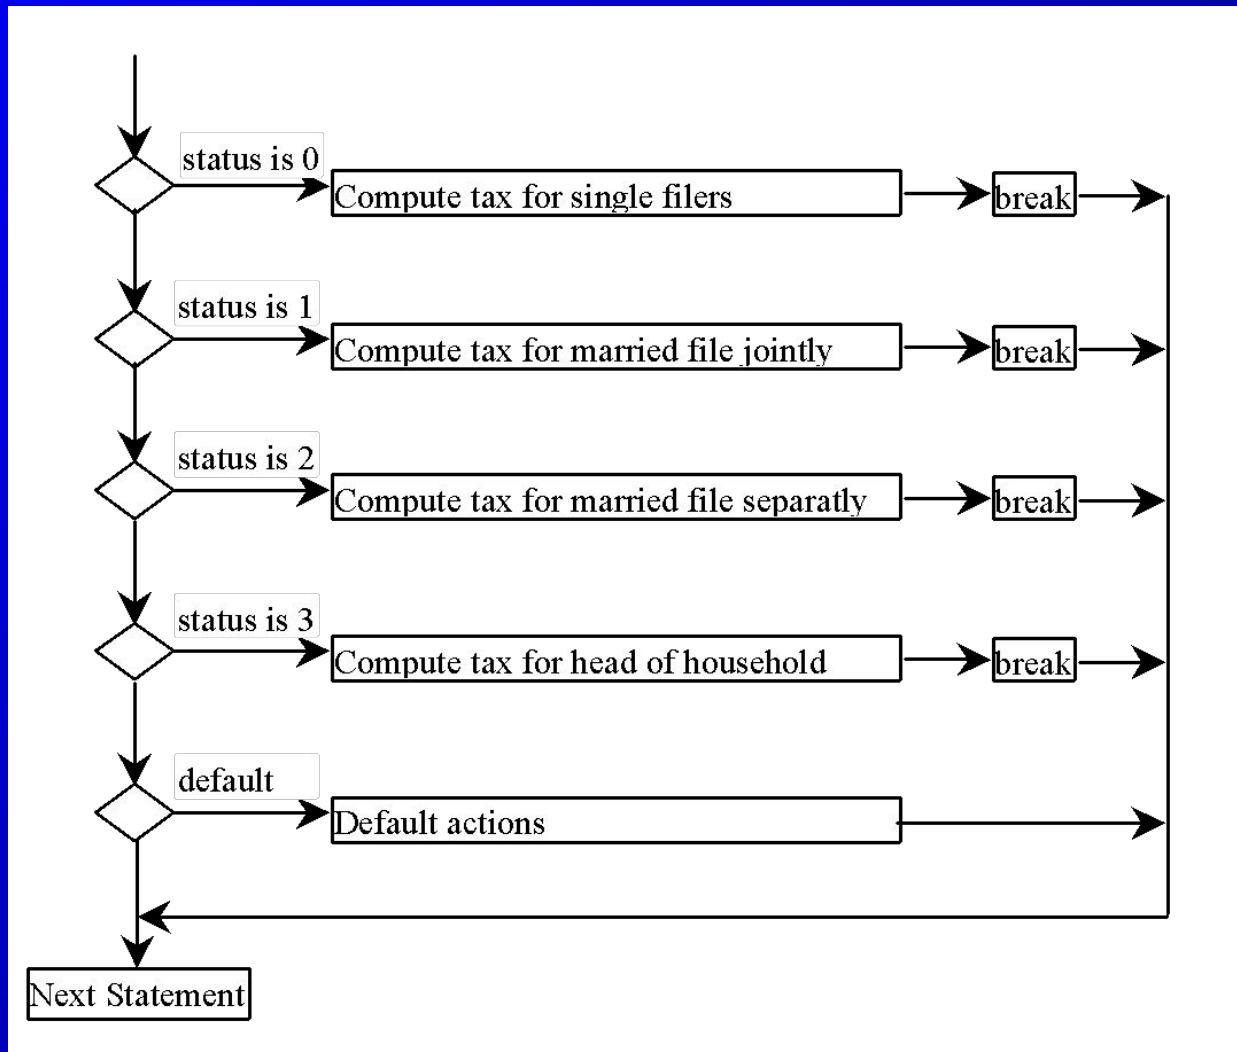 status is 0
Compute tax for single filers
break
status is 1
Compute tax for married file jointly
break
status is 2
Compute tax for married file separatly
break
status is 3
Compute tax for head of household
break
default
Default actions
Next Statement